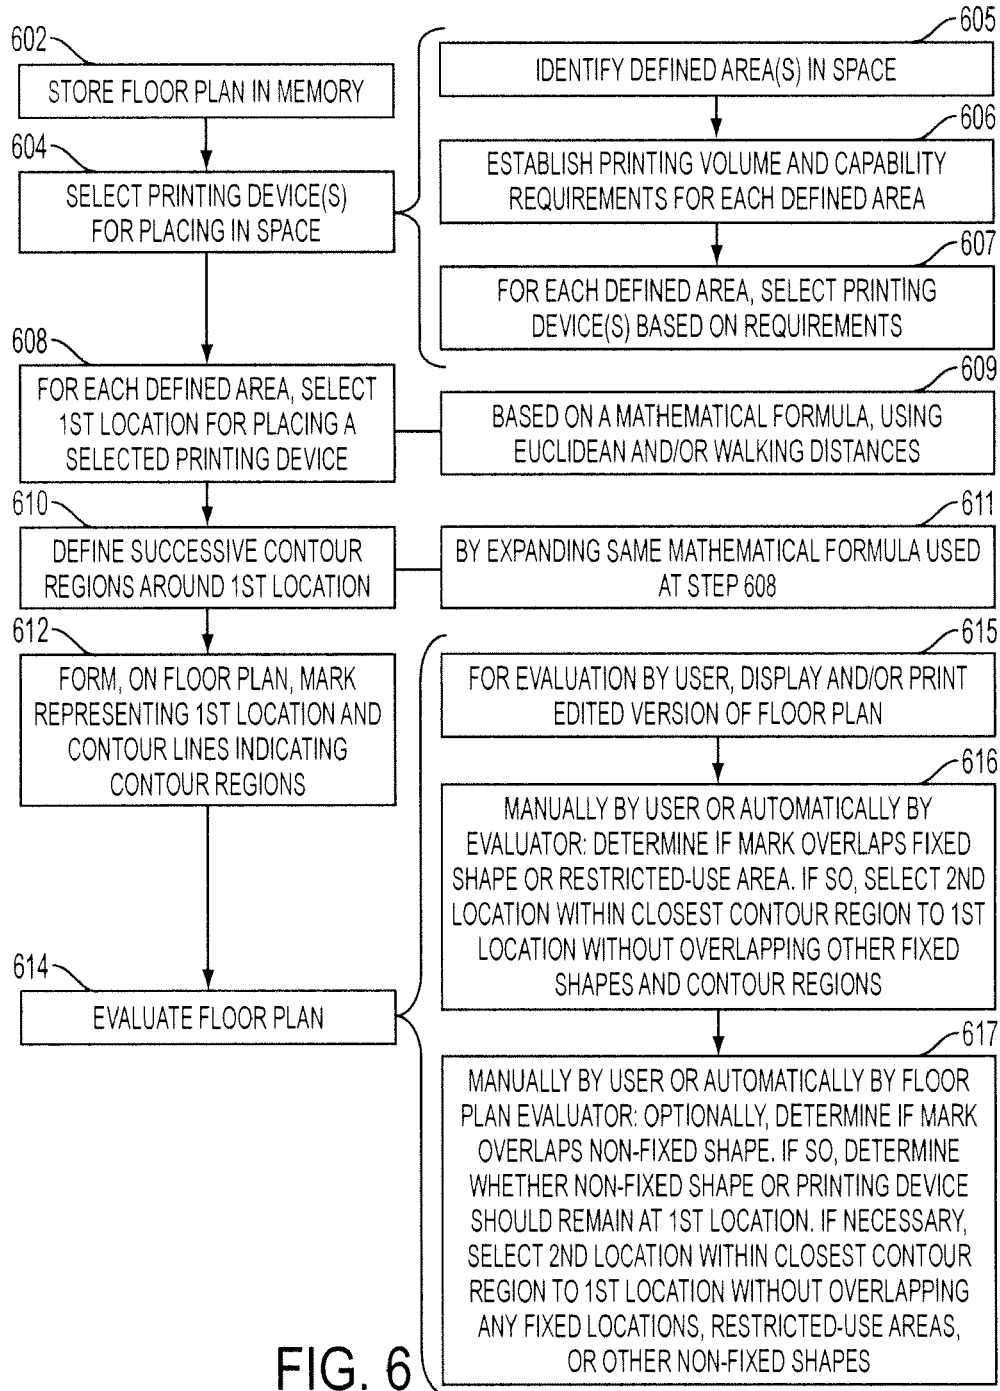 602
STORE FLOOR PLAN IN MEMORY
604
SELECT PRINTING DEVICE(S)
FOR PLACING IN SPACE
605
IDENTIFY DEFINED AREA(S) IN SPACE
606
ESTABLISH PRINTING VOLUME AND CAPABILITY
REQUIREMENTS FOR EACH DEFINED AREA
607
FOR EACH DEFINED AREA, SELECT PRINTING
DEVICE(S) BASED ON REQUIREMENTS
608
FOR EACH DEFINED AREA, SELECT
1ST LOCATION FOR PLACING A
SELECTED PRINTING DEVICE
609
BASED ON A MATHEMATICAL FORMULA, USING
EUCLIDEAN AND/OR WALKING DISTANCES
610
DEFINE SUCCESSIVE CONTOUR
REGIONS AROUND 1ST LOCATION
611
BY EXPANDING SAME MATHEMATICAL FORMULA USED
AT STEP 608
612
FORM, ON FLOOR PLAN, MARK
REPRESENTING 1ST LOCATION AND
CONTOUR LINES INDICATING
CONTOUR REGIONS
614
EVALUATE FLOOR PLAN
615
FOR EVALUATION BY USER, DISPLAY AND/OR PRINT
EDITED VERSION OF FLOOR PLAN
616
MANUALLY BY USER OR AUTOMATICALLY BY
EVALUATOR: DETERMINE IF MARK OVERLAPS FIXED
SHAPE OR RESTRICTED-USE AREA. IF SO, SELECT 2ND
LOCATION WITHIN CLOSEST CONTOUR REGION TO 1ST
LOCATION WITHOUT OVERLAPPING OTHER FIXED
SHAPES AND CONTOUR REGIONS
617
MANUALLY BY USER OR AUTOMATICALLY BY FLOOR
PLAN EVALUATOR: OPTIONALLY, DETERMINE IF MARK
OVERLAPS NON-FIXED SHAPE. IF SO, DETERMINE
WHETHER NON-FIXED SHAPE OR PRINTING DEVICE
SHOULD REMAIN AT 1ST LOCATION. IF NECESSARY,
SELECT 2ND LOCATION WITHIN CLOSEST CONTOUR
REGION TO 1ST LOCATION WITHOUT OVERLAPPING
ANY FIXED LOCATIONS, RESTRICTED-USE AREAS,
OR OTHER NON-FIXED SHAPES
FIG. 6